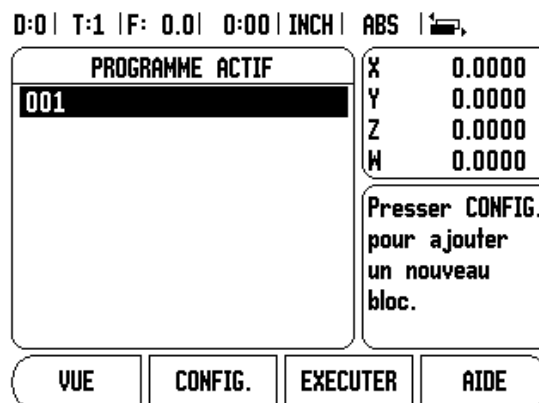 D:0 | T:1 | F: 0.0 | 0:00 | INCH | ABS |
PROGRAMME ACTIF
001
X 0.0000
Y 0.0000
Z 0.0000
W 0.0000
Presser CONFIG.
pour ajouter
un nouveau
bloc.
VUE CONFIG. EXECUTER AIDE